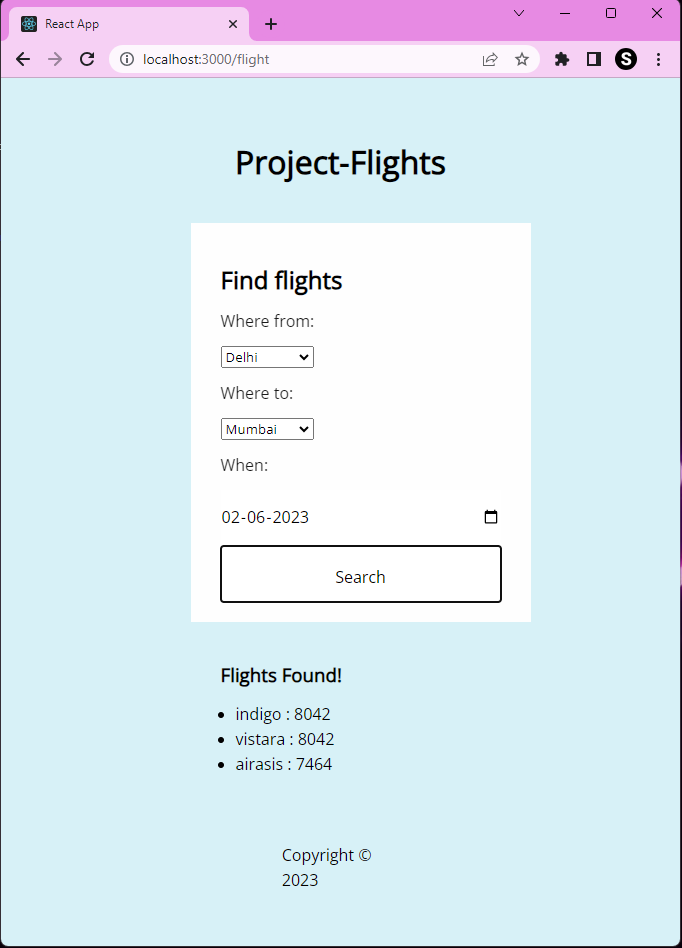 React App
localhost:3000/flight
S
Project-Flights
Find flights
Where from:
Delhi
Where to:
Mumbai
When:
02-06-2023
Search
Flights Found!
indigo : 8042
vistara : 8042
airasis : 7464
Copyright ©
2023